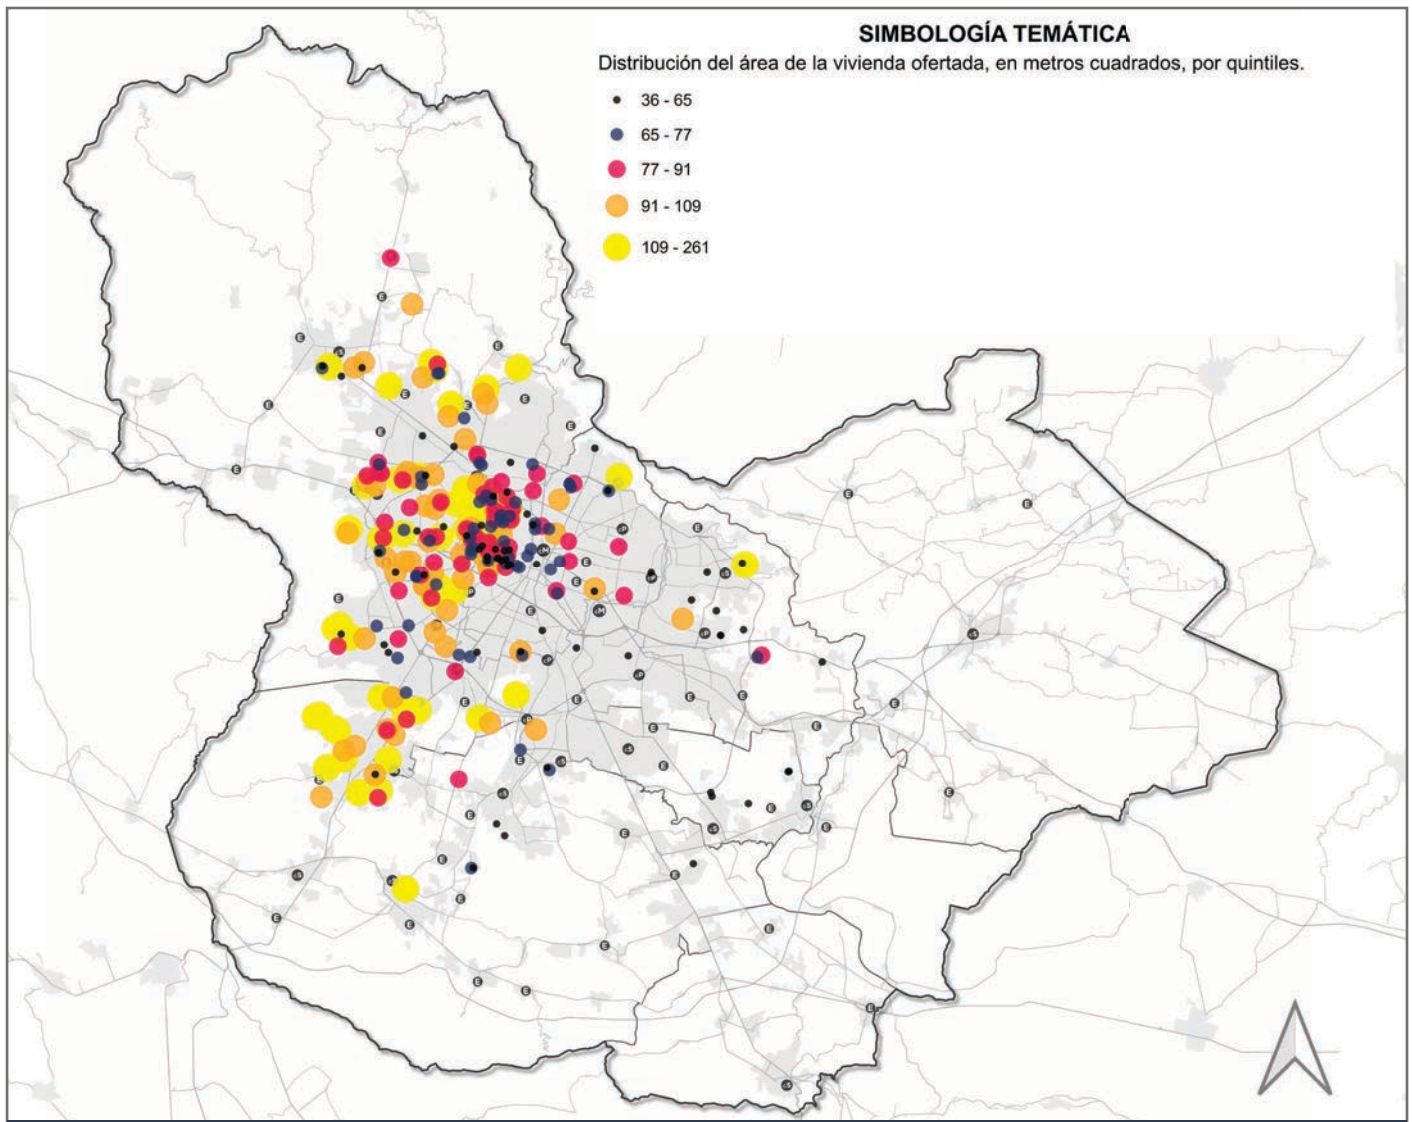 SIMBOLOGÍA TEMÁTICA
Distribución del área de la vivienda ofertada, en metros cuadrados, por quintiles.
36 - 65
65 - 77
77 - 91
91 - 109
109 - 261